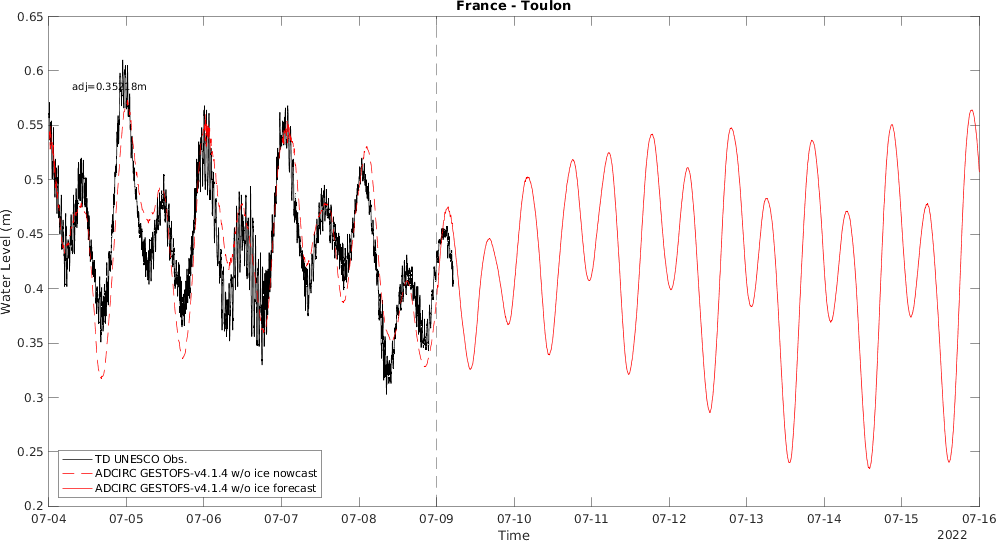 France - Toulon
0.65
0.6
0.55
0.5
0.45
0.4
0.35
0.3
0.25
0.2
Water Level (m)
adj=0.35218m
TD UNESCO Obs.
ADCIRC GESTOFS-v4.1.4 w/o ice nowcast
ADCIRC GESTOFS-v4.1.4 w/o ice forecast
07-04 07-05 07-06 07-07 07-08 07-09 07-10 07-11 07-12 07-13 07-14 07-15 07-16
Time
2022